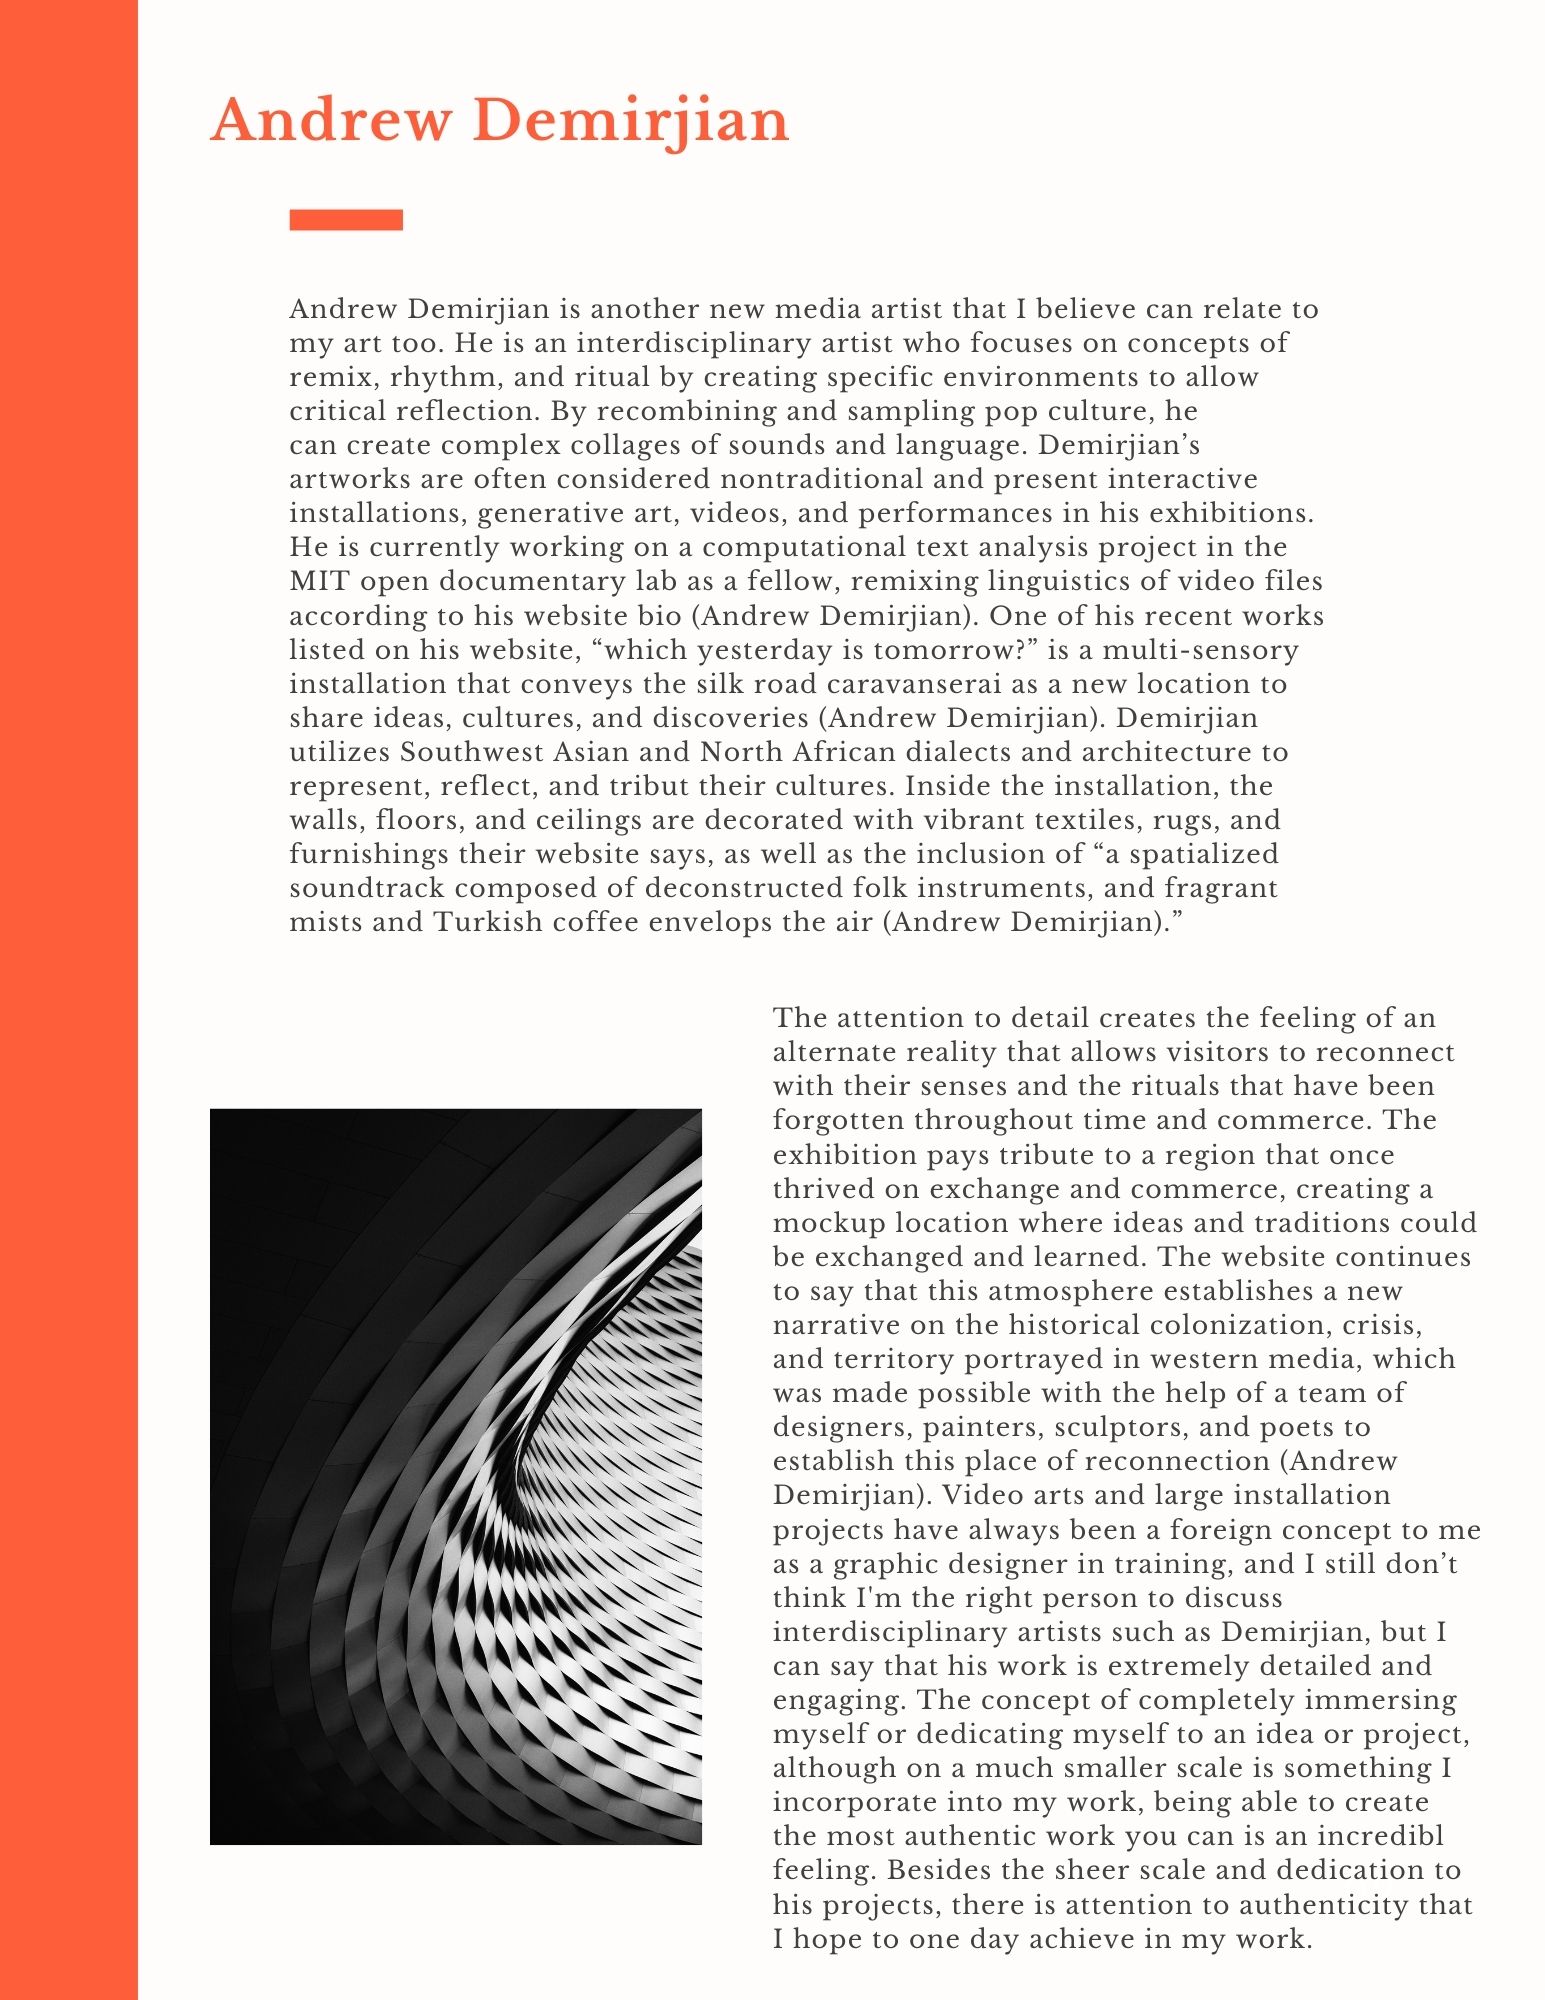 Andrew Demirjian
Andrew Demirjian is another new media artist that I believe can relate to
my art too. He is an interdisciplinary artist who focuses on concepts of
remix, rhythm, and ritual by creating specific environments to allow
critical reflection. By recombining and sampling pop culture, he
can create complex collages of sounds and language. Demirjian’s
artworks are often considered nontraditional and present interactive
installations, generative art, videos, and performances in his exhibitions.
He is currently working on a computational text analysis project in the
MIT open documentary lab as a fellow, remixing linguistics of video files
according to his website bio (Andrew Demirjian). One of his recent works
listed on his website, “which yesterday is tomorrow?” is a multi-sensory
installation that conveys the silk road caravanserai as a new location to
share ideas, cultures, and discoveries (Andrew Demirjian). Demirjian
utilizes Southwest Asian and North African dialects and architecture to
represent, reflect, and tribut their cultures. Inside the installation, the
walls, floors, and ceilings are decorated with vibrant textiles, rugs, and
furnishings their website says, as well as the inclusion of “a spatialized
soundtrack composed of deconstructed folk instruments, and fragrant
mists and Turkish coffee envelops the air (Andrew Demirjian).”
The attention to detail creates the feeling of an
alternate reality that allows visitors to reconnect
with their senses and the rituals that have been
forgotten throughout time and commerce. The
exhibition pays tribute to a region that once
thrived on exchange and commerce, creating a
mockup location where ideas and traditions could
be exchanged and learned. The website continues
to say that this atmosphere establishes a new
narrative on the historical colonization, crisis,
and territory portrayed in western media, which
was made possible with the help of a team of
designers, painters, sculptors, and poets to
establish this place of reconnection (Andrew
Demirjian). Video arts and large installation
projects have always been a foreign concept to me
as a graphic designer in training, and I still don’t
think I'm the right person to discuss
interdisciplinary artists such as Demirjian, but I
can say that his work is extremely detailed and
engaging. The concept of completely immersing
myself or dedicating myself to an idea or project,
although on a much smaller scale is something I
incorporate into my work, being able to create
the most authentic work you can is an incredibl
feeling. Besides the sheer scale and dedication to
his projects, there is attention to authenticity that
I hope to one day achieve in my work.